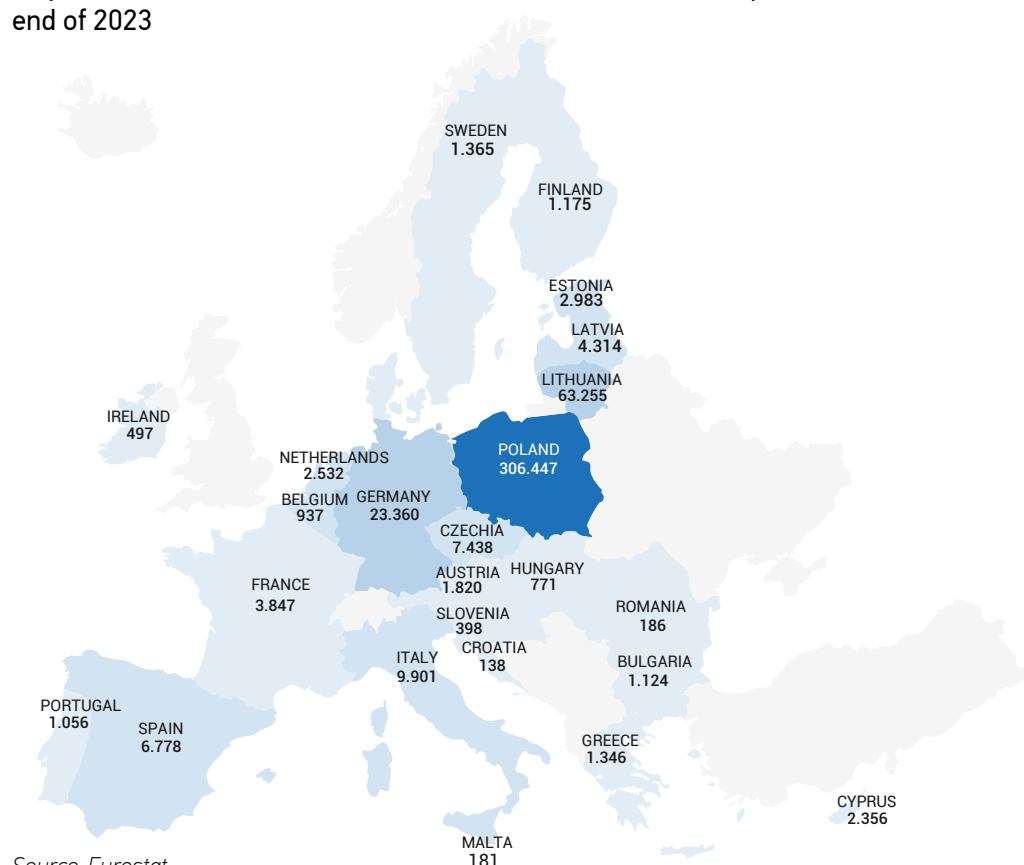 end of 2023
SWEDEN
1.365
FINLAND
1.175
ESTONIA
2.983
LATVIA
4.314
LITHUANIA
63.255
IRELAND
497
POLAND
306.447
NETHERLANDS
2.532
BELGIUM
937
GERMANY
23.360
CZECHIA
7.438
AUSTRIA
1.820
HUNGARY
771
FRANCE
3.847
SLOVENIA
398
ROMANIA
186
CROATIA
138
ITALY
9.901
BULGARIA
1.124
PORTUGAL
1.056
SPAIN
6.778
GREECE
1.346
CYPRUS
2.356
MALTA
181
Source Eurostat